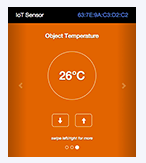 IoT Sensor 63:7E:9A:C3:D2:C2
Object Temperature
26°C
swipe left/right for more